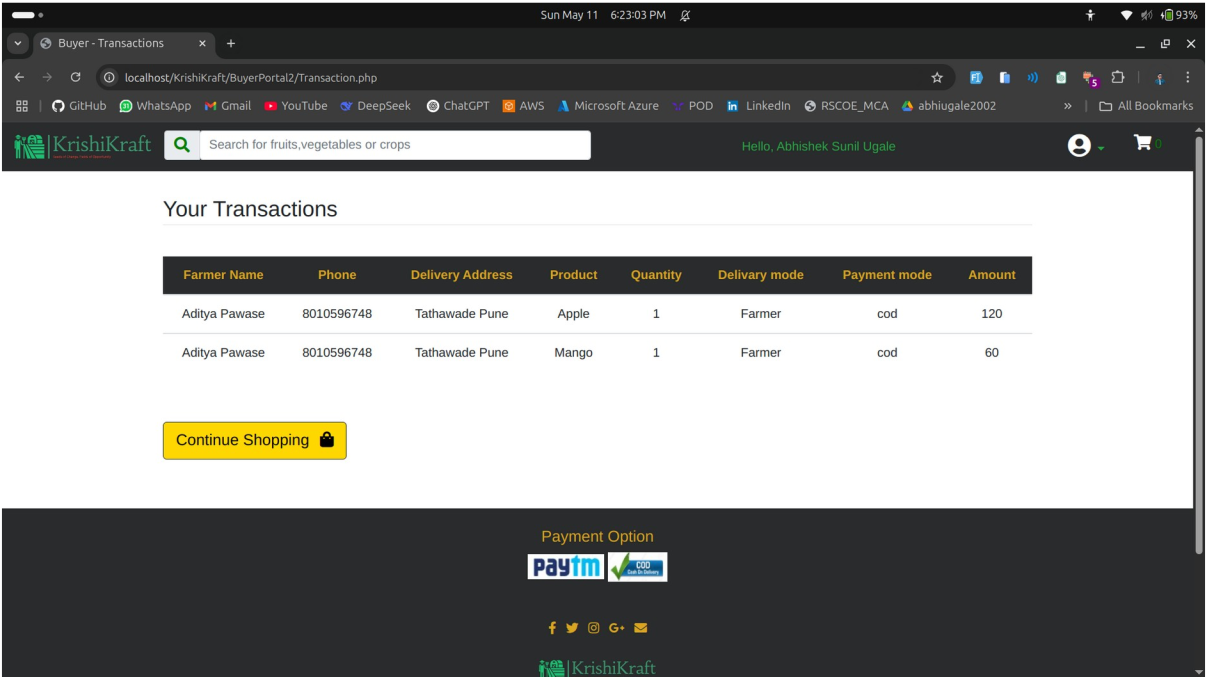 Sun May 11 6:23:03 PM 93%
Buyer - Transactions
localhost/KrishiKraft/BuyerPortal2/Transaction.php 5
GitHub WhatsApp Gmail YouTube DeepSeek ChatGPT AWS Microsoft Azure POD LinkedIn RSCOE_MCA abhiugale2002 » All Bookmarks
KrishiKraft Search for fruits,vegetables or crops Hello, Abhishek Sunil Ugale 0
Your Transactions
Farmer Name Phone Delivery Address Product Quantity Delivary mode Payment mode Amount
Aditya Pawase 8010596748 Tathawade Pune Apple 1 Farmer cod 120
Aditya Pawase 8010596748 Tathawade Pune Mango 1 Farmer cod 60
Continue Shopping
Payment Option
Paytm COD Cash On Delivery
KrishiKraft